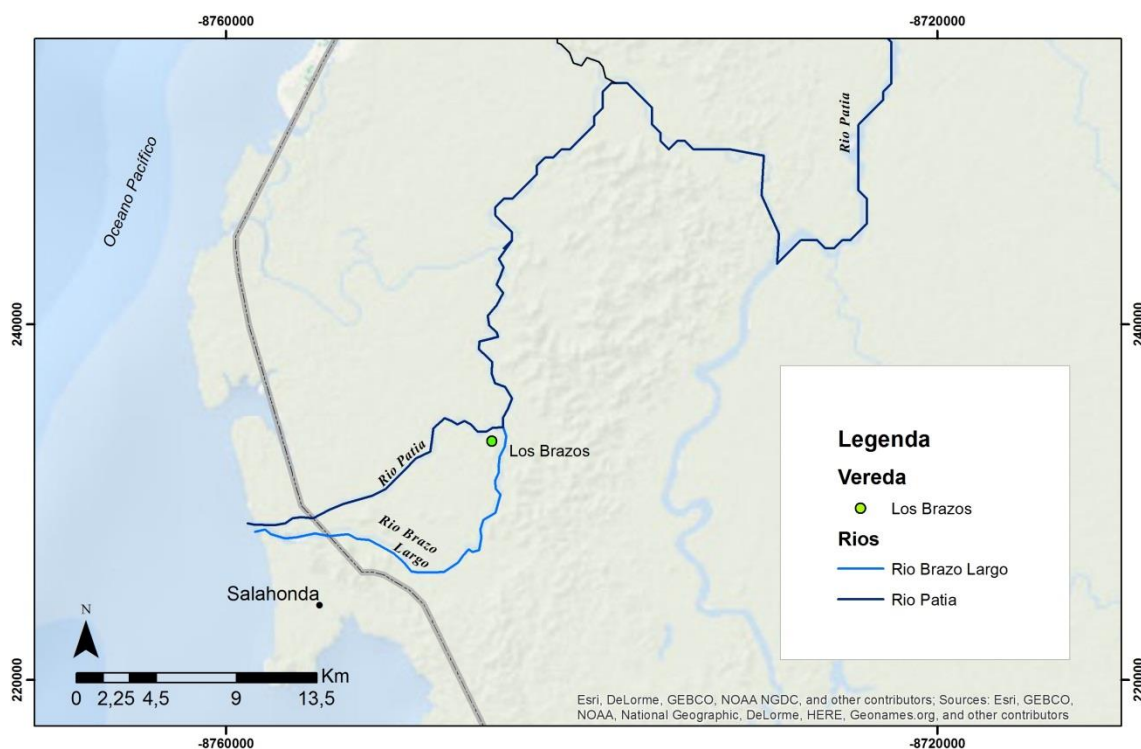 -8760000
-8720000
Oceano Pacífico
Rio Patia
240000
240000
Los Brazos
Rio Patia
Rio Brazo
Largo
Salahonda
N
Km
0 2,25 4,5 9 13,5
220000
220000
Legenda
Vereda
Los Brazos
Rios
Rio Brazo Largo
Rio Patia
Esri, DeLorme, GEBCO, NOAA NGDC, and other contributors; Sources: Esri, GEBCO,
NOAA, National Geographic, DeLorme, HERE, Geonames.org, and other contributors
-8760000
-8720000